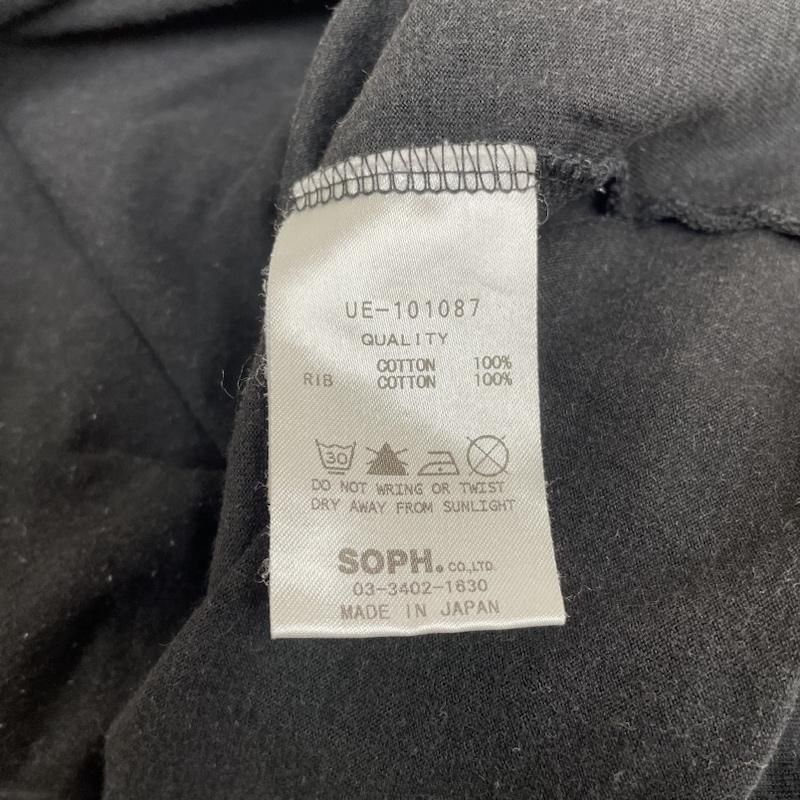 UE-101087
QUALITY
COTTON 100%
RIB COTTON 100%
30
DO NOT WRING OR TWIST
DRY AWAY FROM SUNLIGHT
SOPH. CO.,LTD.
03-3402-1630
MADE IN JAPAN